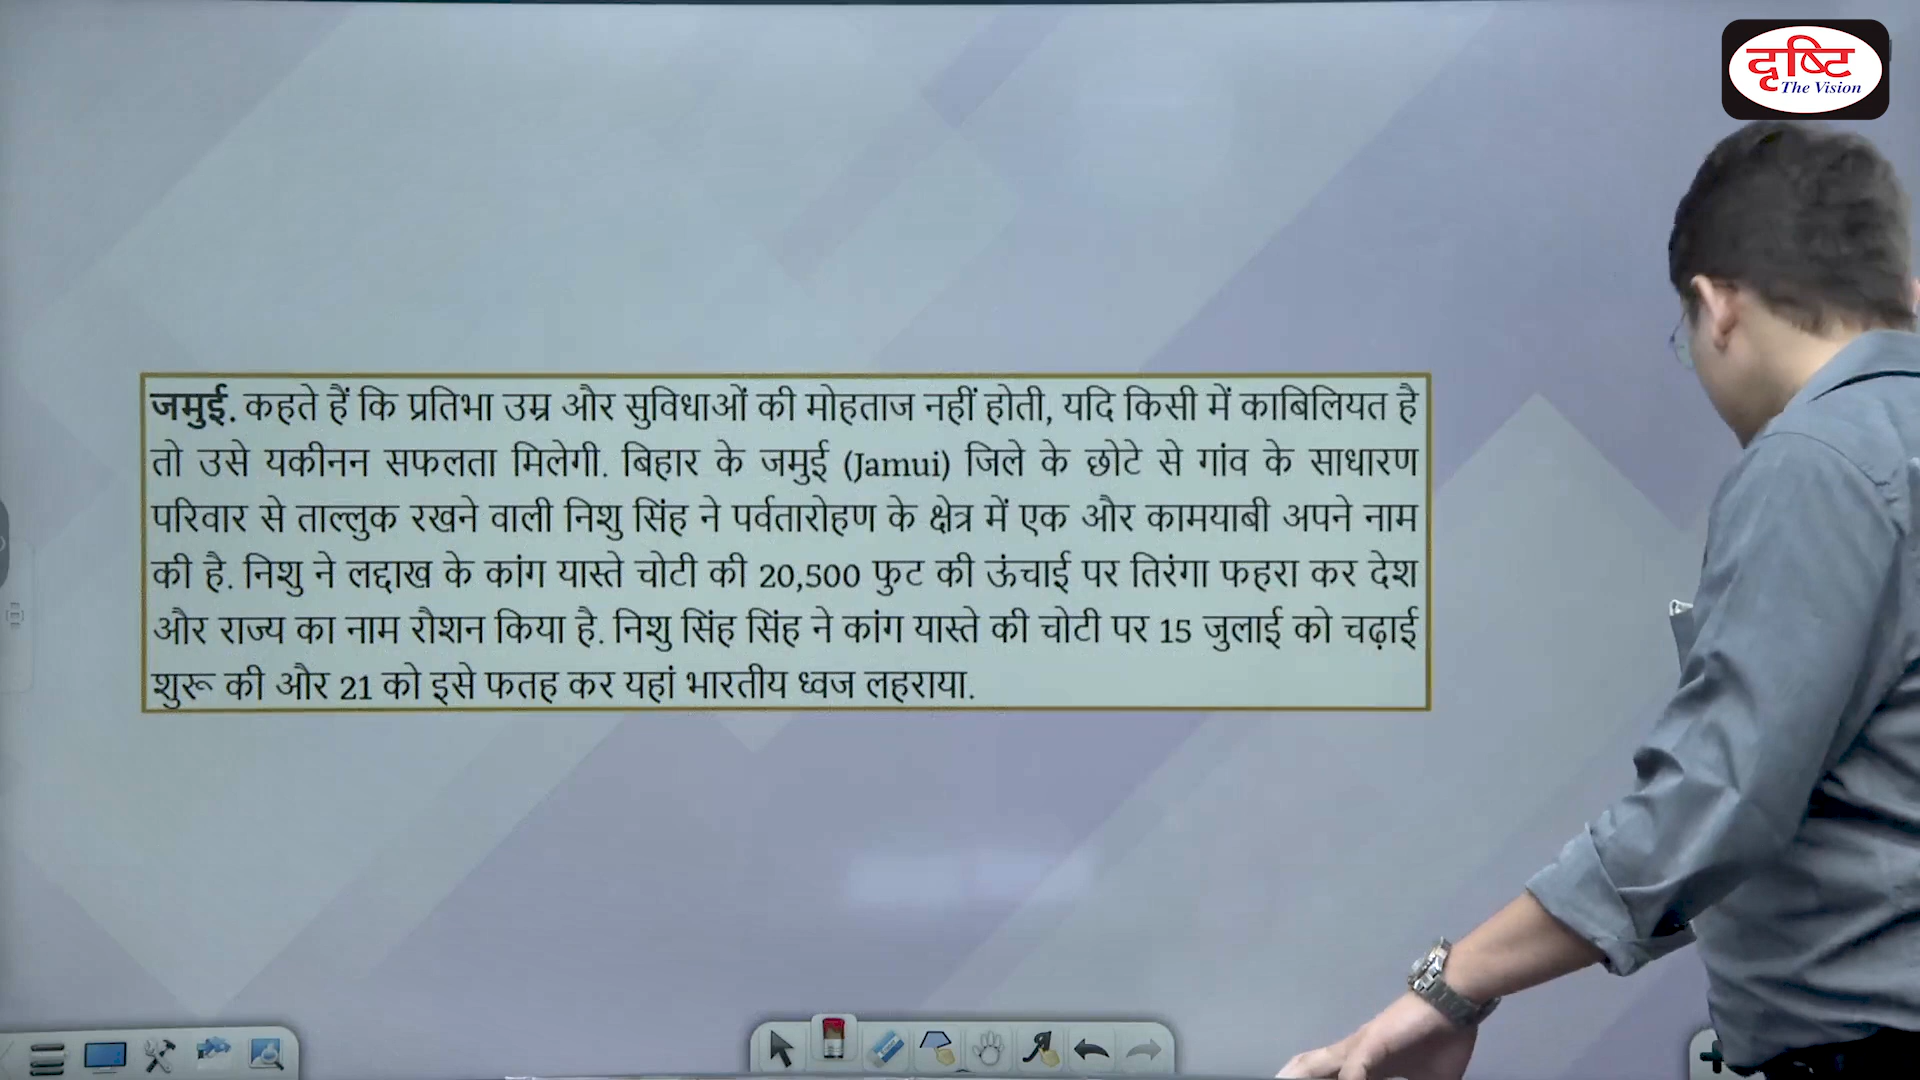 दृष्टि
The Vision
जमुई. कहते हैं कि प्रतिभा उम्र और सुविधाओं की मोहताज नहीं होती, यदि किसी में काबिलियत है
तो उसे यकीनन सफलता मिलेगी. बिहार के जमुई (Jamui) जिले के छोटे से गांव के साधारण
परिवार से ताल्लुक रखने वाली निशु सिंह ने पर्वतारोहण के क्षेत्र में एक और कामयाबी अपने नाम
की है. निशु ने लद्दाख के कांग यास्ते चोटी की 20,500 फुट की ऊंचाई पर तिरंगा फहरा कर देश
और राज्य का नाम रौशन किया है. निशु सिंह सिंह ने कांग यास्ते की चोटी पर 15 जुलाई को चढ़ाई
शुरू की और 21 को इसे फतह कर यहां भारतीय ध्वज लहराया.